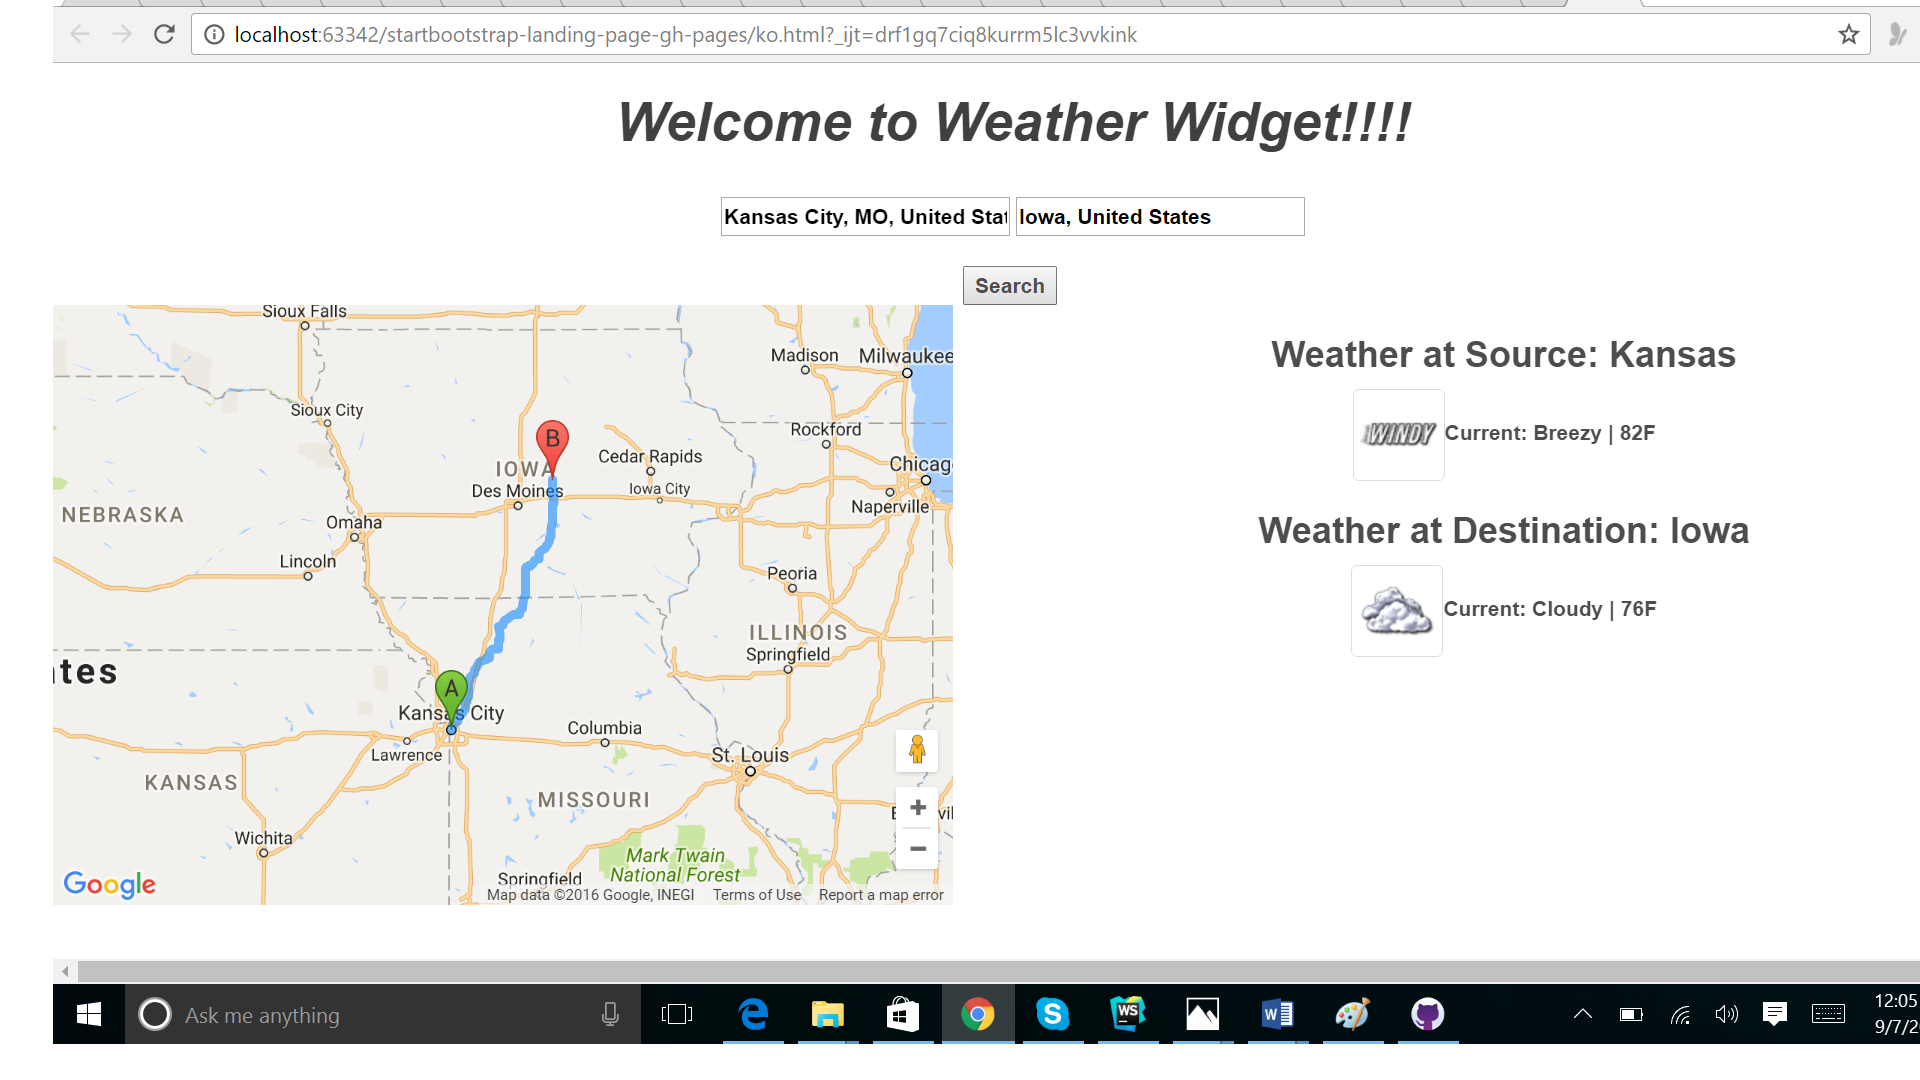 localhost:63342/startbootstrap-landing-page-gh-pages/ko.html?_ijt=drf1gq7ciq8kurrm5lc3vvkink
Welcome to Weather Widget!!!!
Kansas City, MO, United Stat
Iowa, United States
Search
Sioux Falls
Madison
Milwaukee
Sioux City
Rockford
B
Cedar Rapids
IOWA
Chicag
Des Moines
Iowa City
Naperville
NEBRASKA
Omaha
Lincoln
Peoria
ILLINOIS
Springfield
ates
A
Kansas City
Columbia
Lawrence
St. Louis
KANSAS
MISSOURI
Wichita
Mark Twain
National Forest
Springfield
Google
Map data ©2016 Google, INEGI
Terms of Use
Report a map error
Weather at Source: Kansas
WINDY
Current: Breezy | 82F
Weather at Destination: Iowa
Current: Cloudy | 76F
Ask me anything
WS
W
12:05
9/7/2